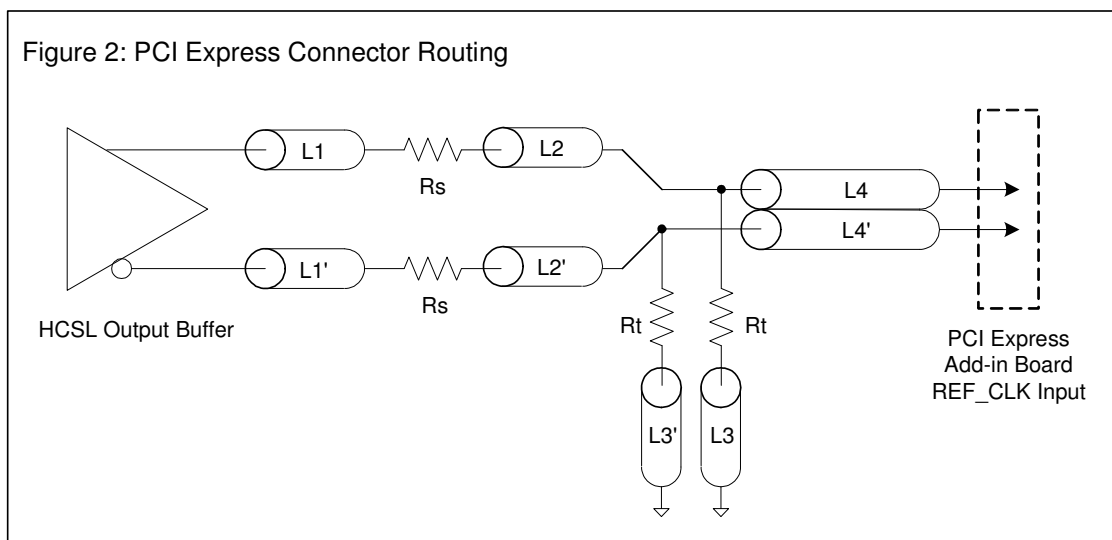 Figure 2: PCI Express Connector Routing
L1
Rs
L2
L4
L4'
L1'
Rs
L2'
HCSL Output Buffer
Rt
Rt
L3'
L3
PCI Express
Add-in Board
REF_CLK Input